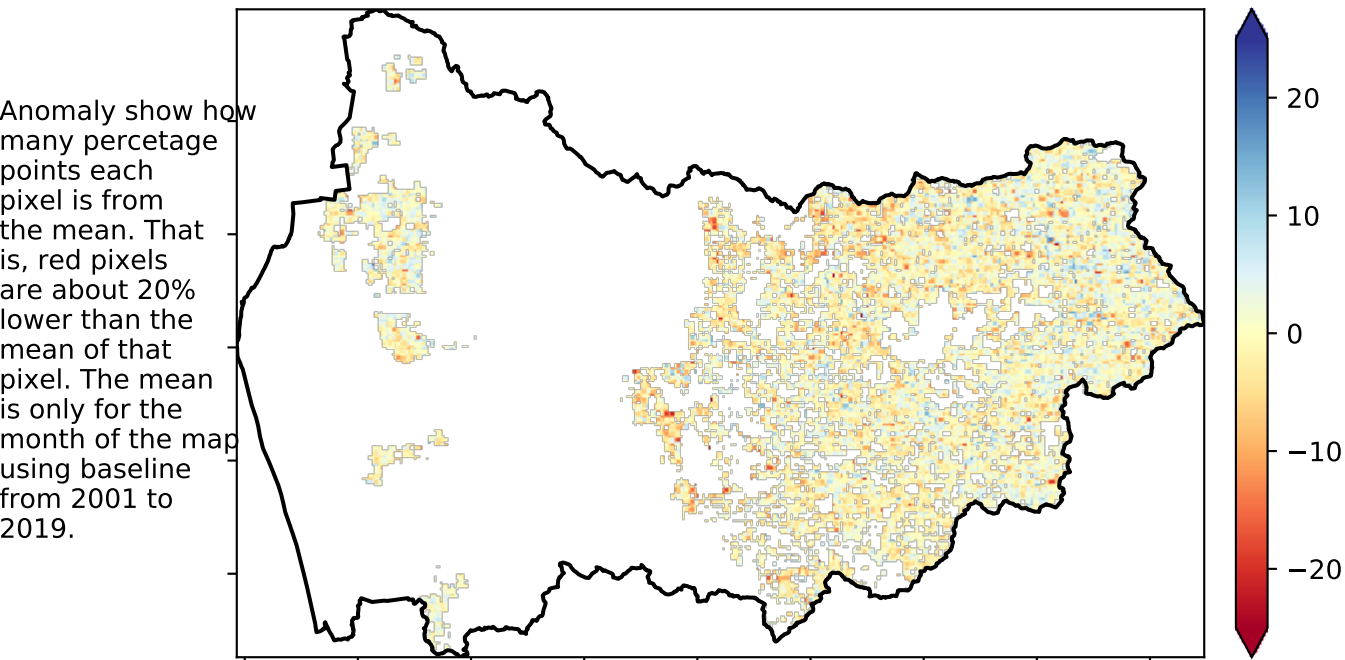 Anomaly show how
many percetage
points each
pixel is from
the mean. That
is, red pixels
are about 20%
lower than the
mean of that
pixel. The mean
is only for the
month of the map
using baseline
from 2001 to
2019.
20
10
0
−10
−20